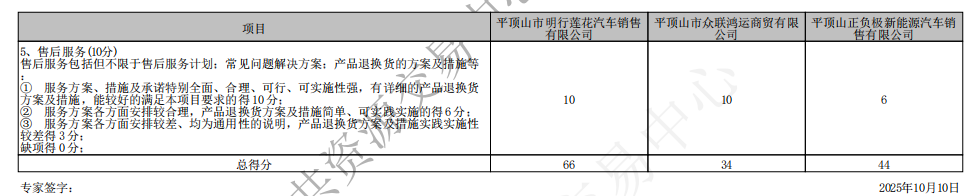 项目 平顶山市明行莲花汽车销售有限公司 平顶山市众联鸿运商贸有限公司 平顶山正负极新能源汽车销售有限公司
5、售后服务(10分)
售后服务包括但不限于售后服务计划；常见问题解决方案；产品退换货的方案及措施等
；
① 服务方案、措施及承诺特别全面、合理、可行、可实施性强，有详细的产品退换货
方案及措施，能较好的满足本项目要求的得10分；
② 服务方案各方面安排较合理，产品退换货方案及措施简单、可实践实施的得6分；
③ 服务方案各方面安排较差、均为通用性的说明，产品退换货方案及措施实践实施性
较差得3分；
缺项得0分；
10 10 6
总得分 66 34 44
专家签字： 2025年10月10日
共资源交易中心
易中心